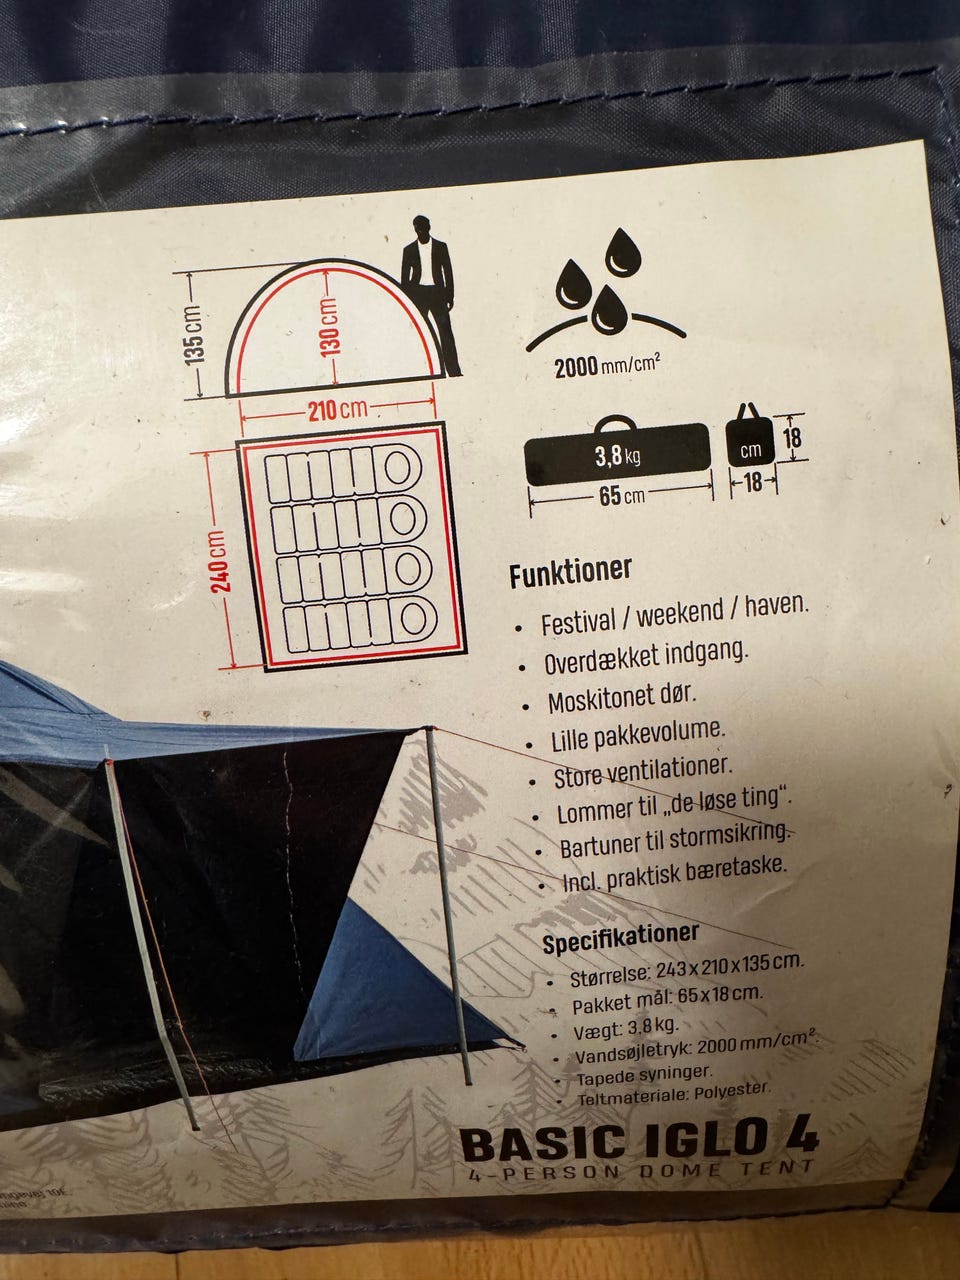 135 cm
130 cm
210 cm
240 cm
2000 mm/cm²
3,8 kg
65 cm
cm
18
18
Funktioner
• Festival / weekend / haven.
• Overdækket indgang.
• Moskitonet dør.
• Lille pakkevolume.
• Store ventilationer.
• Lommer til „de løse ting“.
• Bartuner til stormsikring.
• Incl. praktisk bæretaske.
Specifikationer
• Størrelse: 243 x 210 x 135 cm.
• Pakket mål: 65 x 18 cm.
• Vægt: 3,8 kg.
• Vandsøjletryk: 2000 mm/cm².
• Tapede syninger.
• Teltmateriale: Polyester.
BASIC IGLO 4
4-PERSON DOME TENT